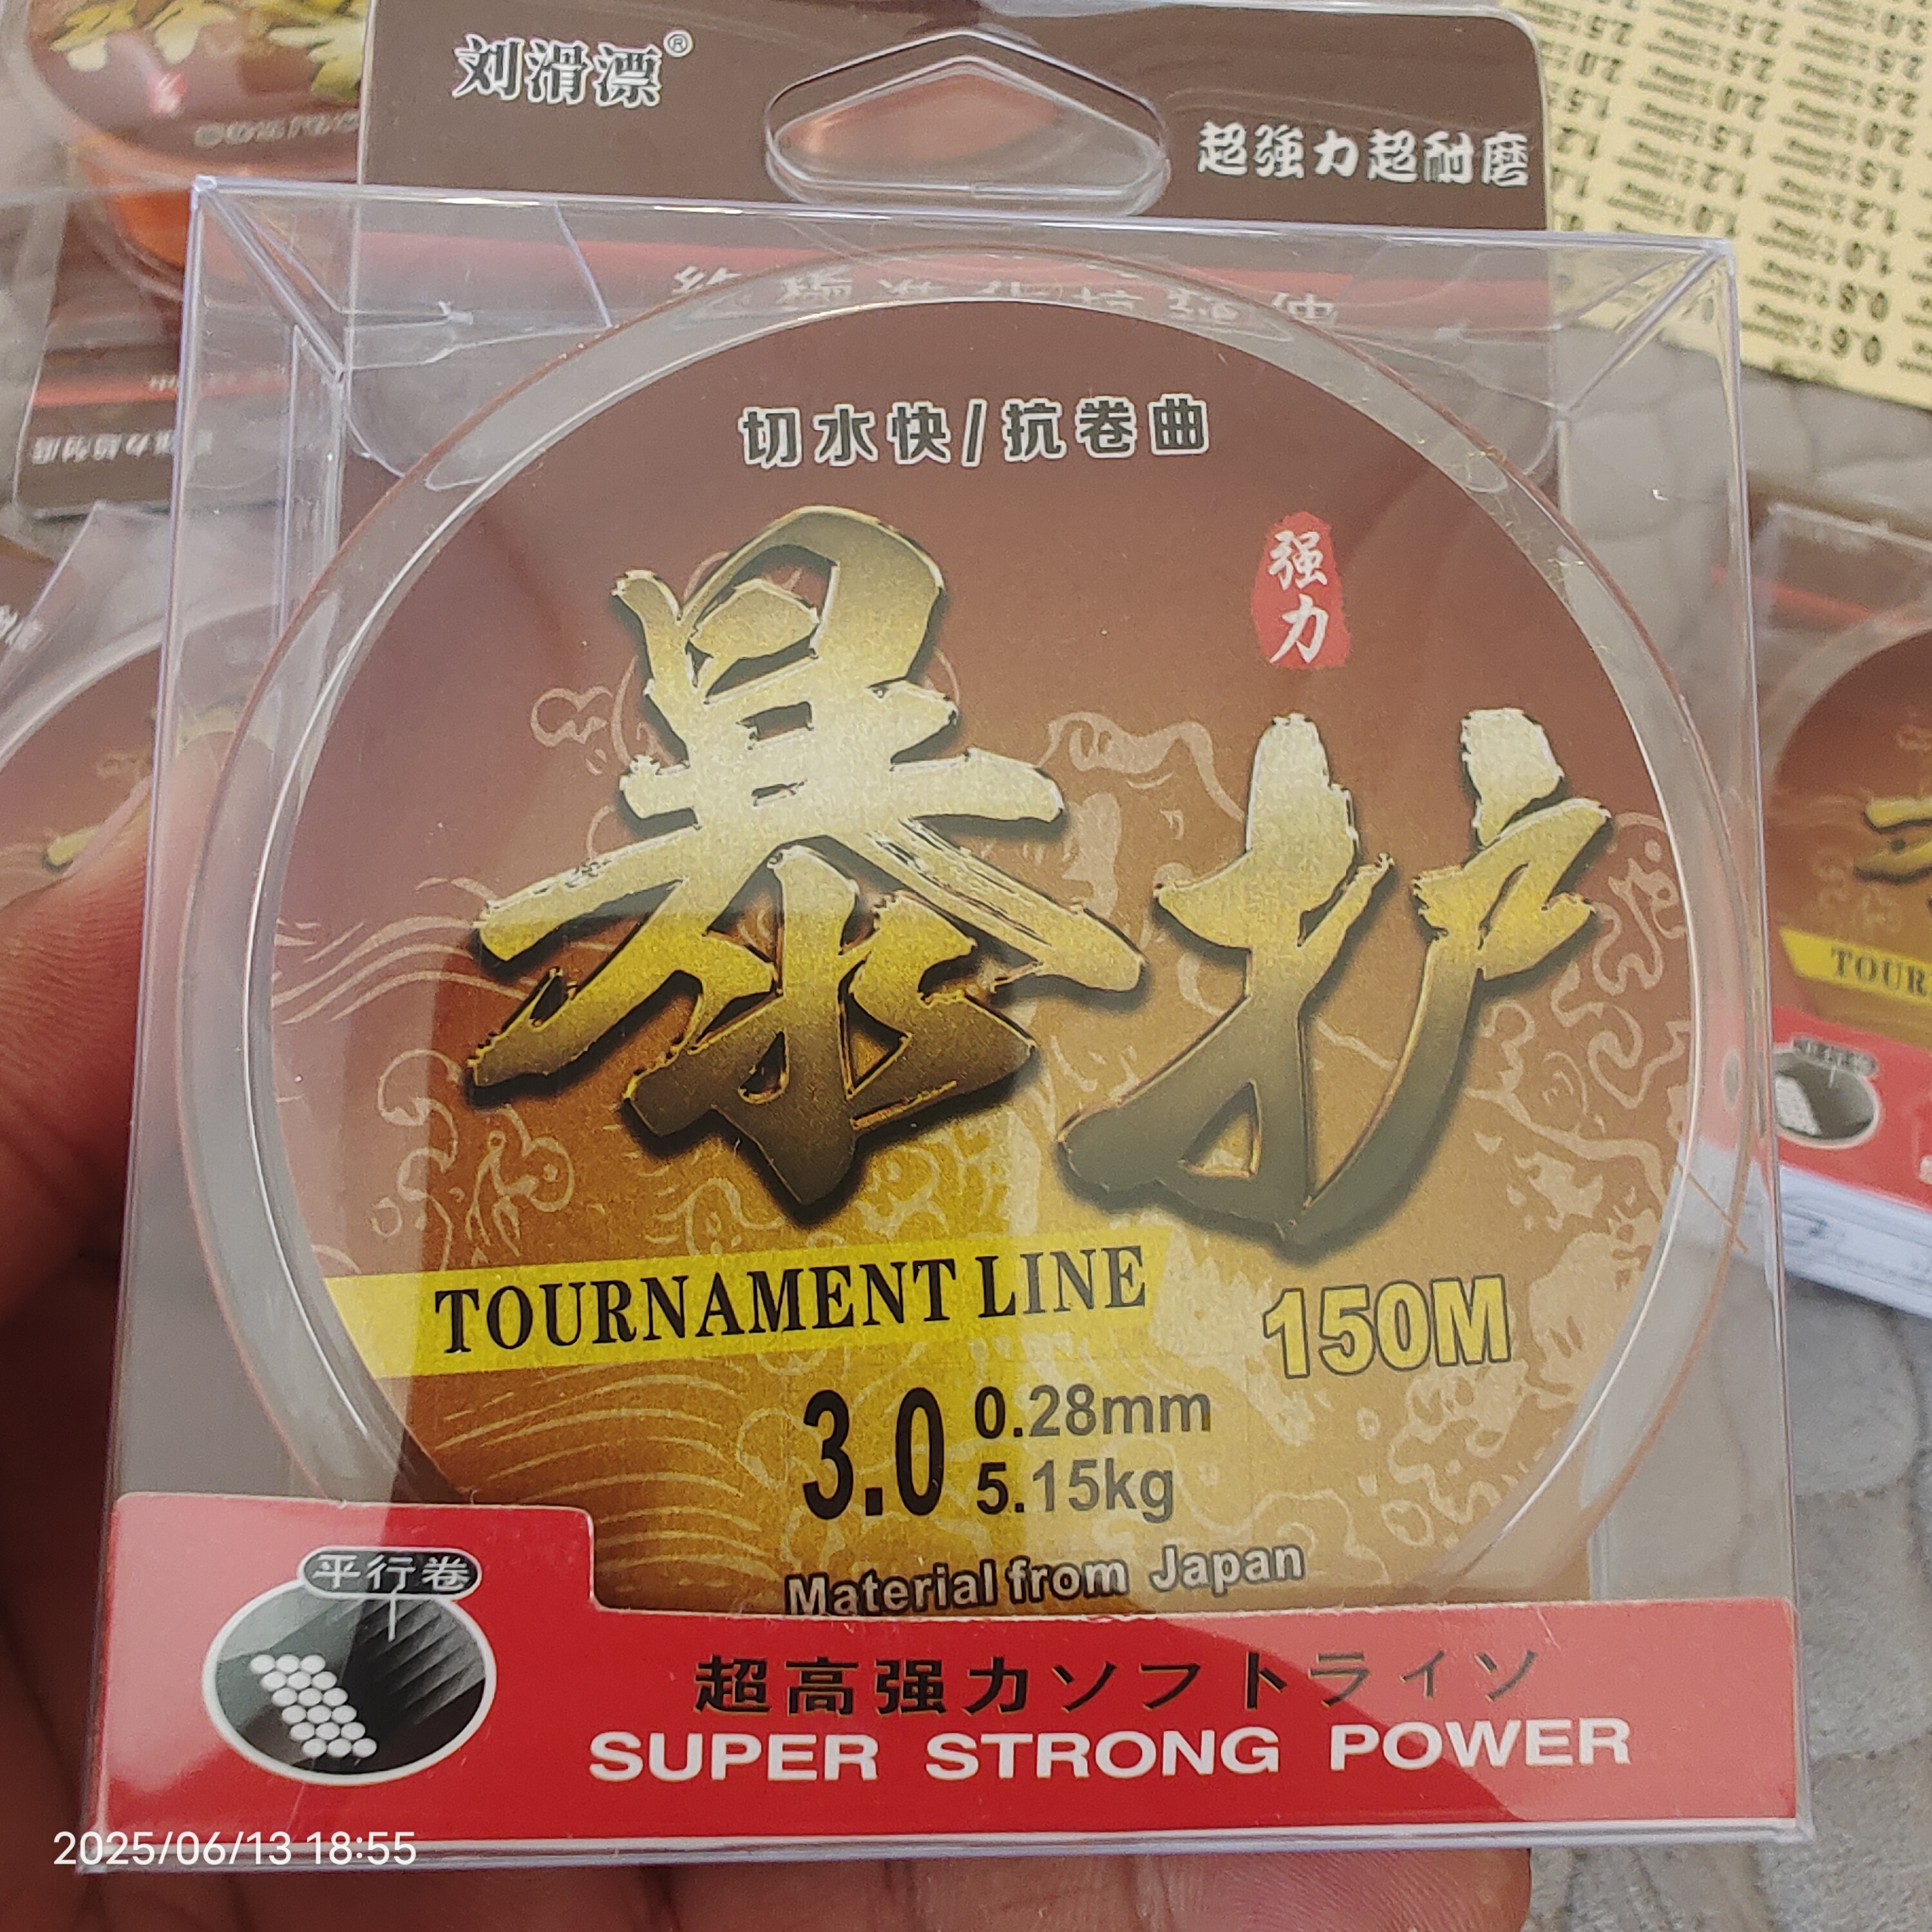 刘滑漂®
超强力超耐磨
切水快/抗卷曲
强力
暴护
TOURNAMENT LINE
150M
3.0
0.28mm
5.15kg
Material from Japan
平行卷
超高强力ソフトライソ
SUPER STRONG POWER
TOUR
2025/06/13 18:55